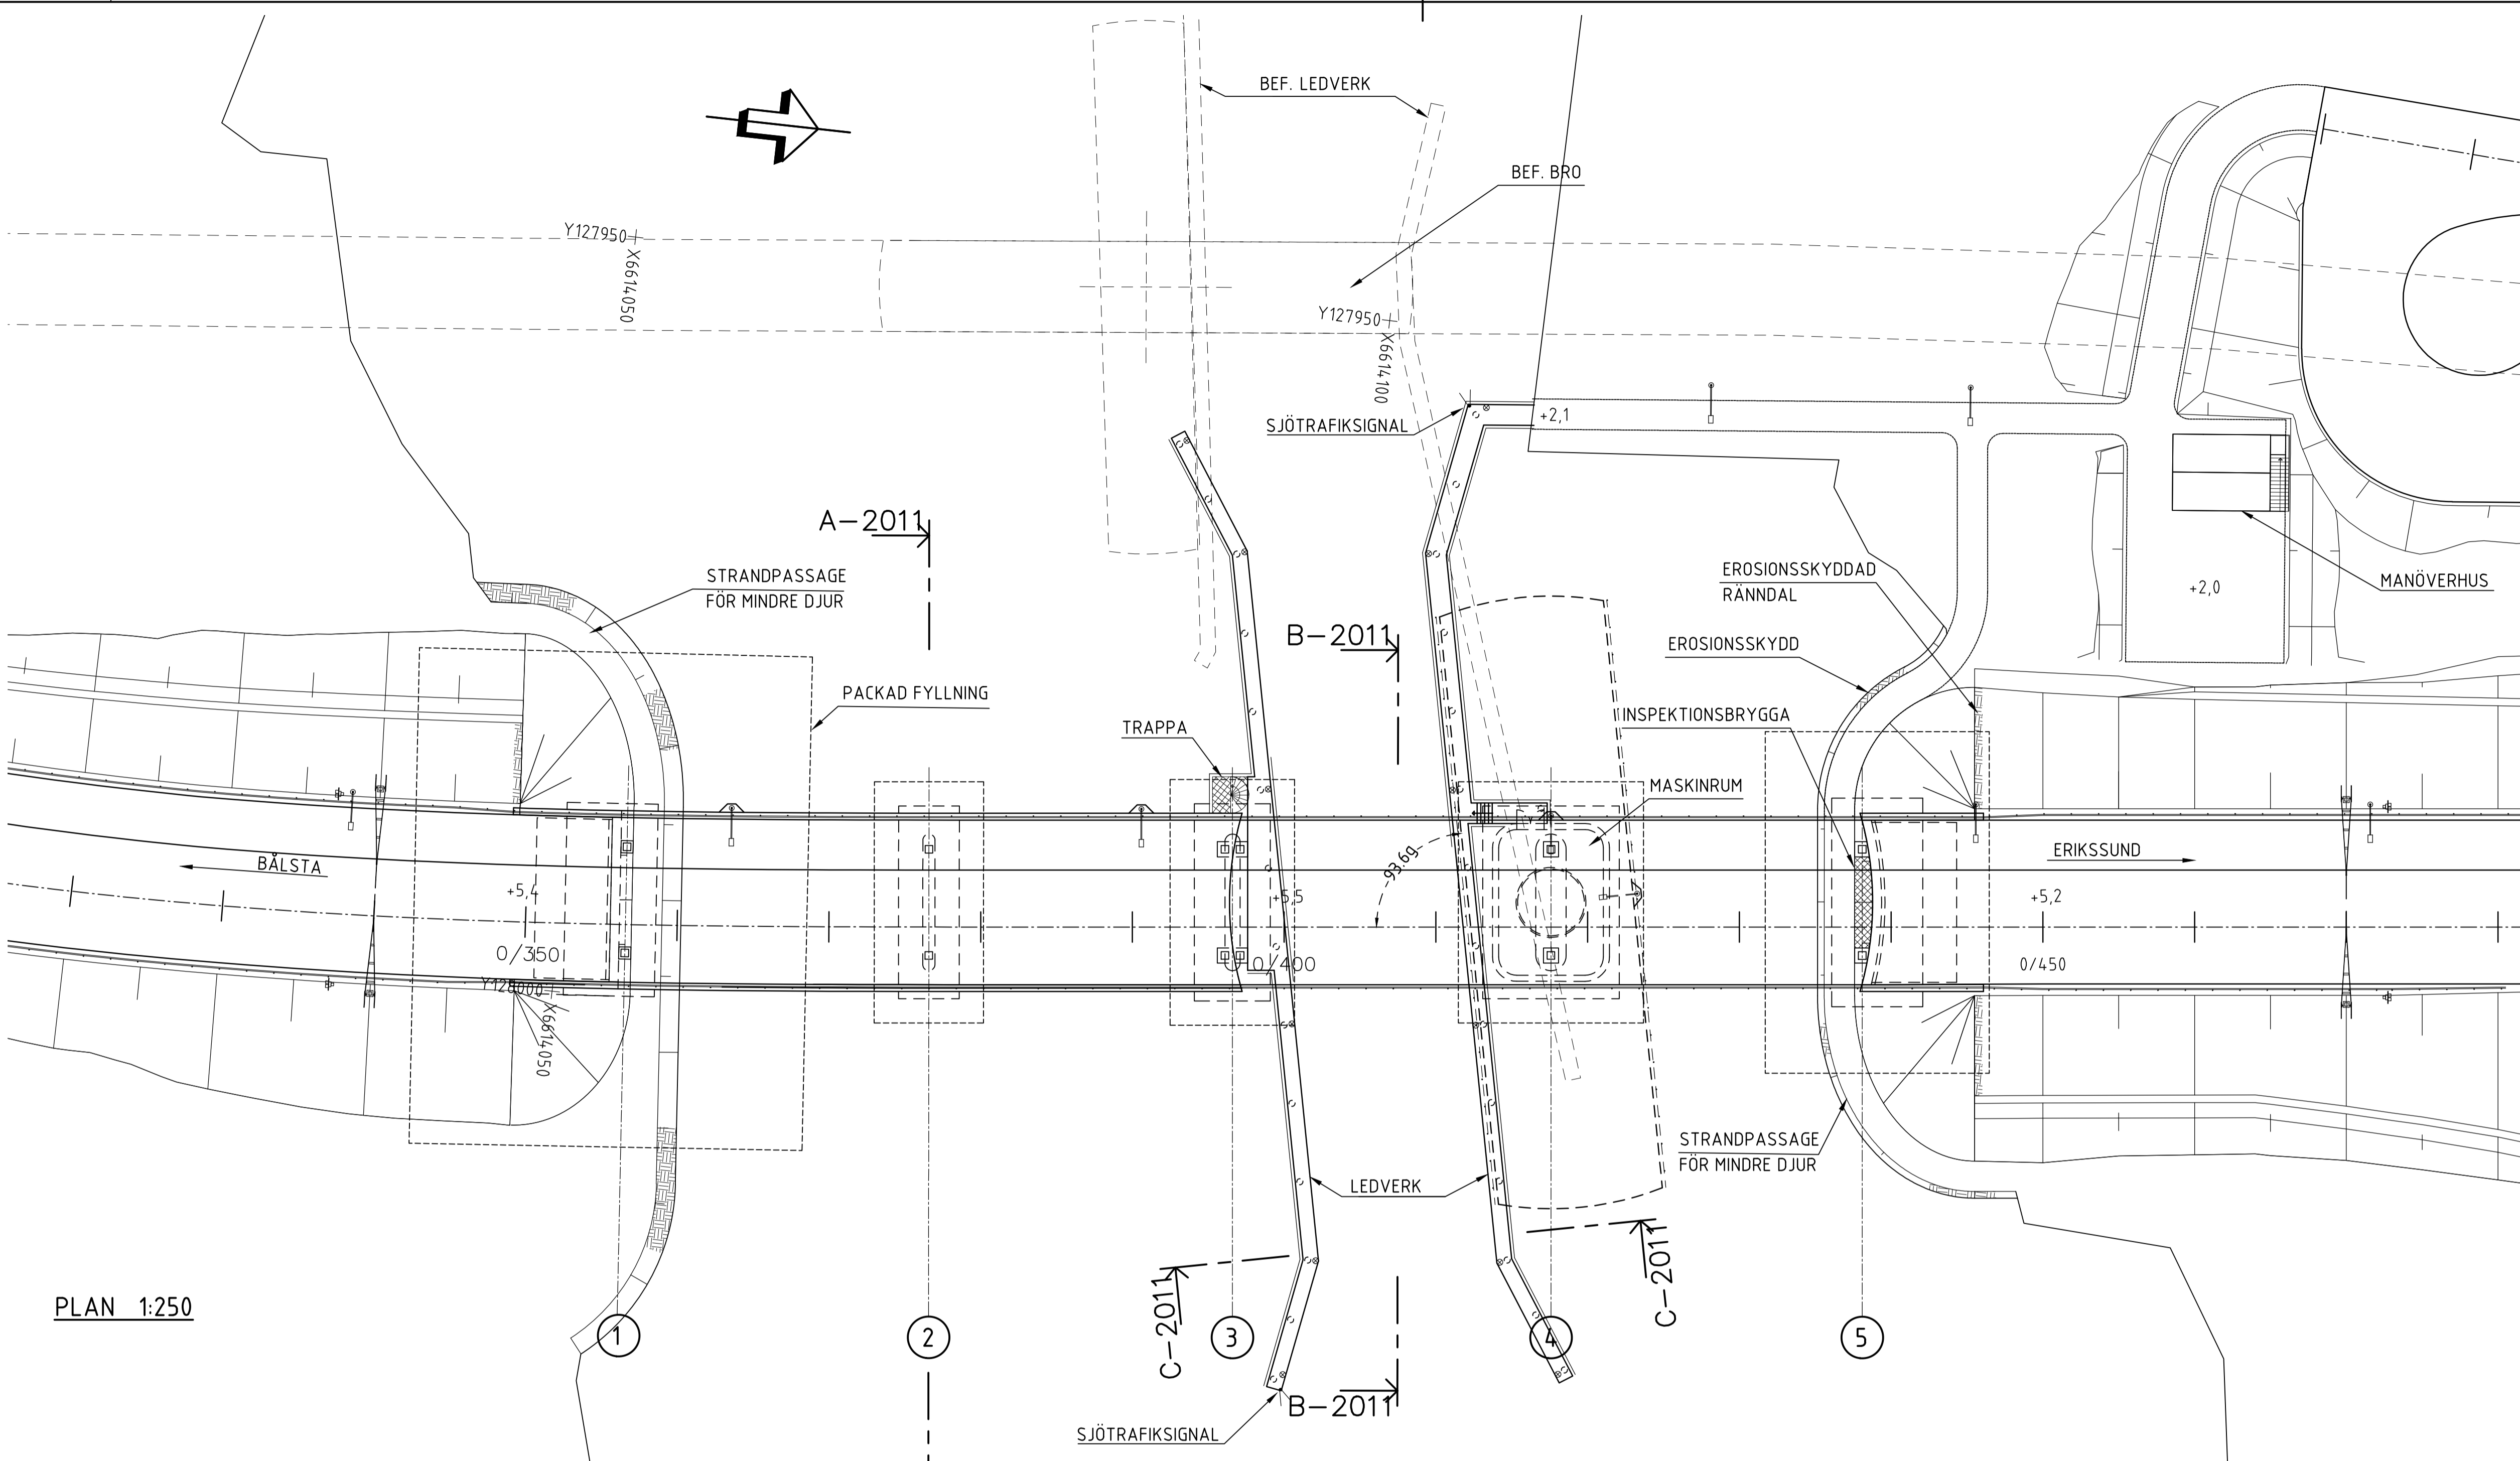 BEF. LEDVERK
BEF. BRO
Y127950
X6614050
Y127950
X6614100
SJÖTRAFIKSIGNAL
+2,1
A-2011
STRANDPASSAGE
FÖR MINDRE DJUR
B-2011
EROSIONSSKYDDAD
RÄNNDAL
MANÖVERHUS
+2,0
EROSIONSSKYDD
PACKAD FYLLNING
TRAPPA
INSPEKTIONSBRYGGA
MASKINRUM
BÅLSTA
ERIKSSUND
93.6g
+5,4
+5,5
+5,2
0/350
0/400
0/450
Y128000
X6614050
STRANDPASSAGE
FÖR MINDRE DJUR
LEDVERK
C-2011
C-2011
PLAN 1:250
1
2
3
4
5
B-2011
SJÖTRAFIKSIGNAL